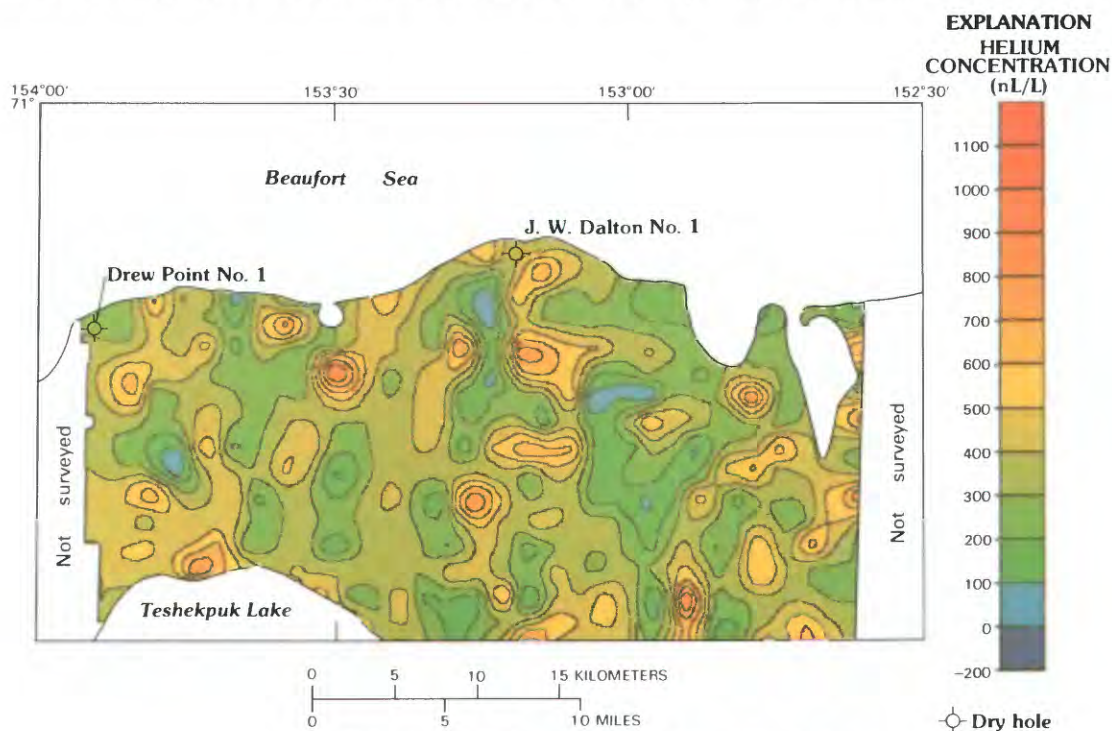 EXPLANATION
HELIUM
CONCENTRATION
(nL/L)
154°00'
153°30'
153°00'
152°30'
71°
Beaufort Sea
J. W. Dalton No. 1
Drew Point No. 1
Not surveyed
Not surveyed
Teshekpuk Lake
1100
1000
900
800
700
600
500
400
300
200
100
0
-200
0 5 10 15 KILOMETERS
0 5 10 MILES
Dry hole